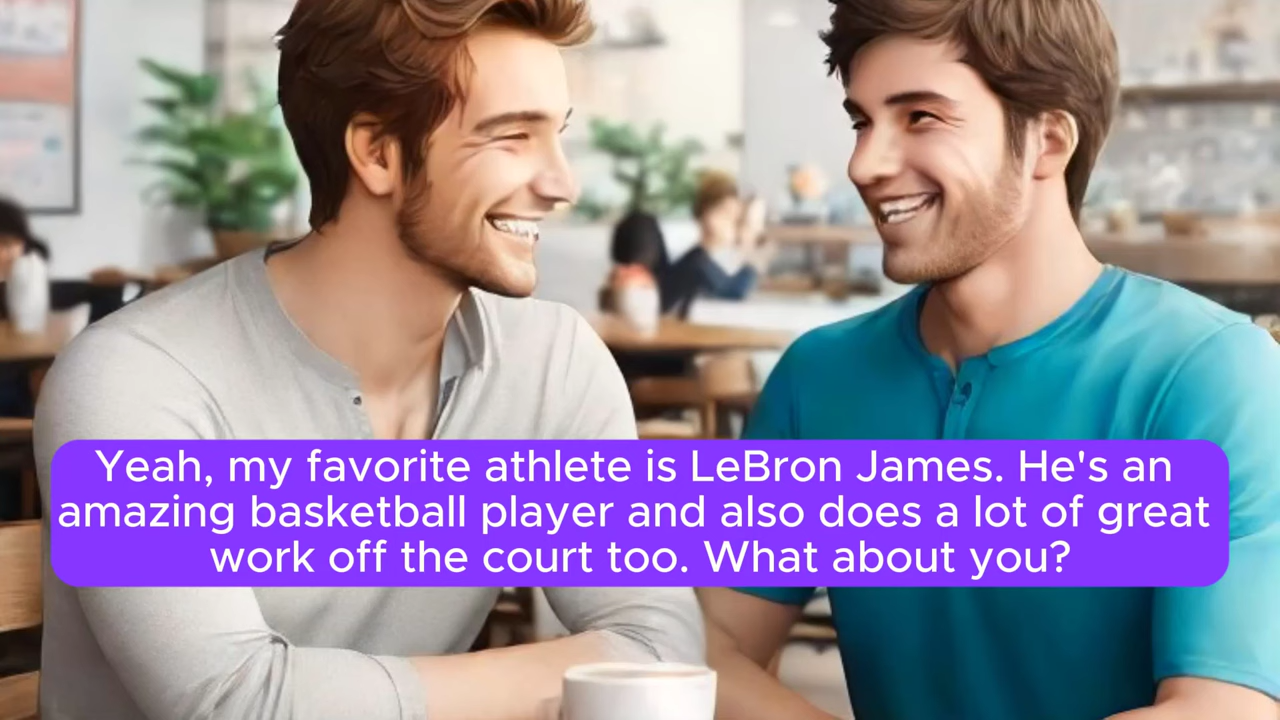 Yeah, my favorite athlete is LeBron James. He's an
amazing basketball player and also does a lot of great
work off the court too. What about you?